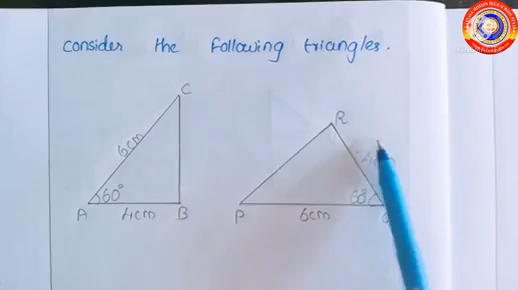 consider the following triangles.
C
R
6cm
60°
A 4cm B
P 6cm